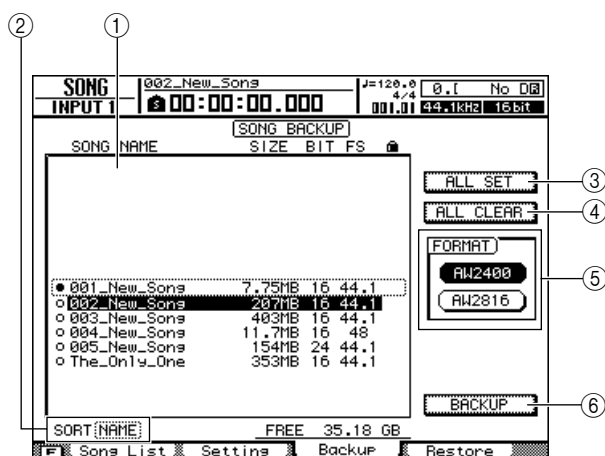 ② ①
SONG 002_New_Song ♩=120.0 0.[ No D
4/4
INPUT 1 00:00:00.000 001.01 44.1kHz 16bit
SONG BACKUP
SONG NAME SIZE BIT FS
ALL SET ③
ALL CLEAR ④
FORMAT
AW2400 ⑤
AW2816
● 001_New_Song 7.75MB 16 44.1
○ 002_New_Song 207MB 16 44.1
○ 003_New_Song 403MB 16 44.1
○ 004_New_Song 11.7MB 16 48
○ 005_New_Song 154MB 24 44.1
○ The_Only_One 353MB 16 44.1
BACKUP ⑥
SORT NAME FREE 35.18 GB
F Song List Setting Backup Restore